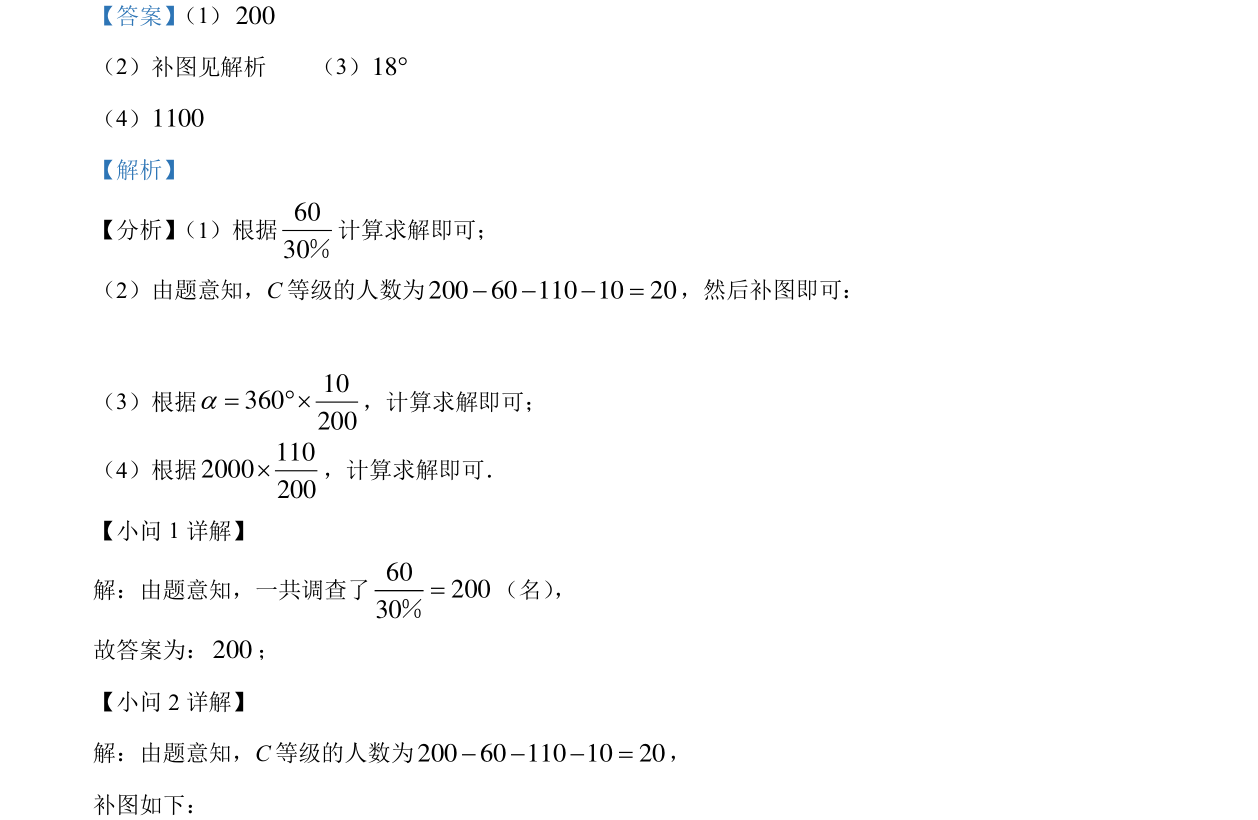 【答案】（1）200
（2）补图见解析 （3）18°
（4）1100
【解析】
【分析】（1）根据 60/30% 计算求解即可；
（2）由题意知，C 等级的人数为 200－60－110－10＝20，然后补图即可：
（3）根据 α = 360° × 10/200，计算求解即可；
（4）根据 2000 × 110/200，计算求解即可．
【小问 1 详解】
解：由题意知，一共调查了 60/30% = 200（名），
故答案为：200；
【小问 2 详解】
解：由题意知，C 等级的人数为 200－60－110－10＝20，
补图如下：